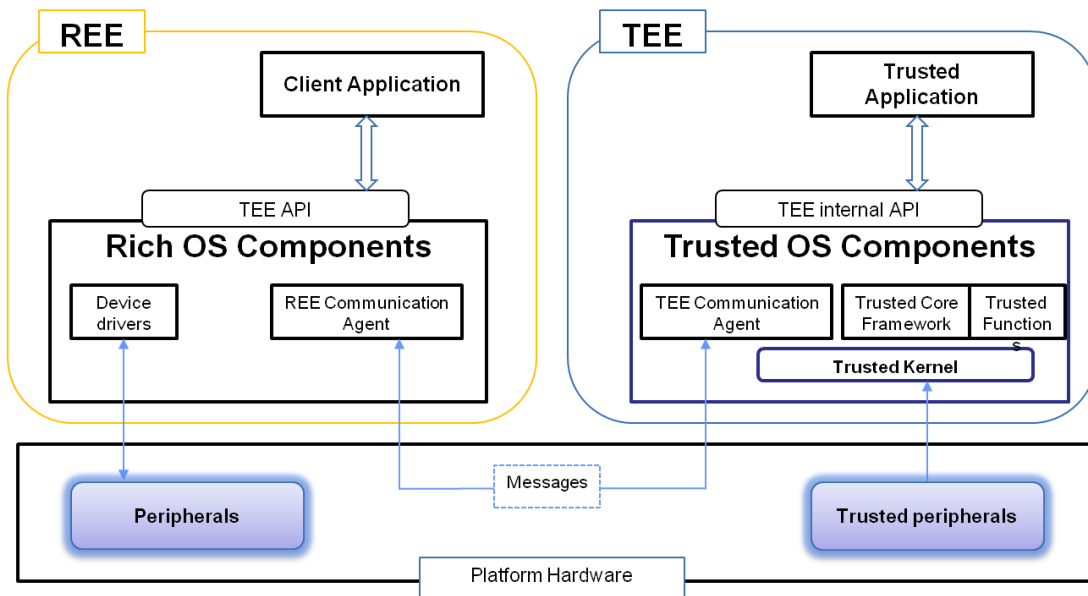 REE
TEE
Client Application
Trusted
Application
TEE API
TEE internal API
Rich OS Components
Trusted OS Components
Device
drivers
REE Communication
Agent
TEE Communication
Agent
Trusted Core
Framework
Trusted
Function
s
Trusted Kernel
Messages
Peripherals
Trusted peripherals
Platform Hardware